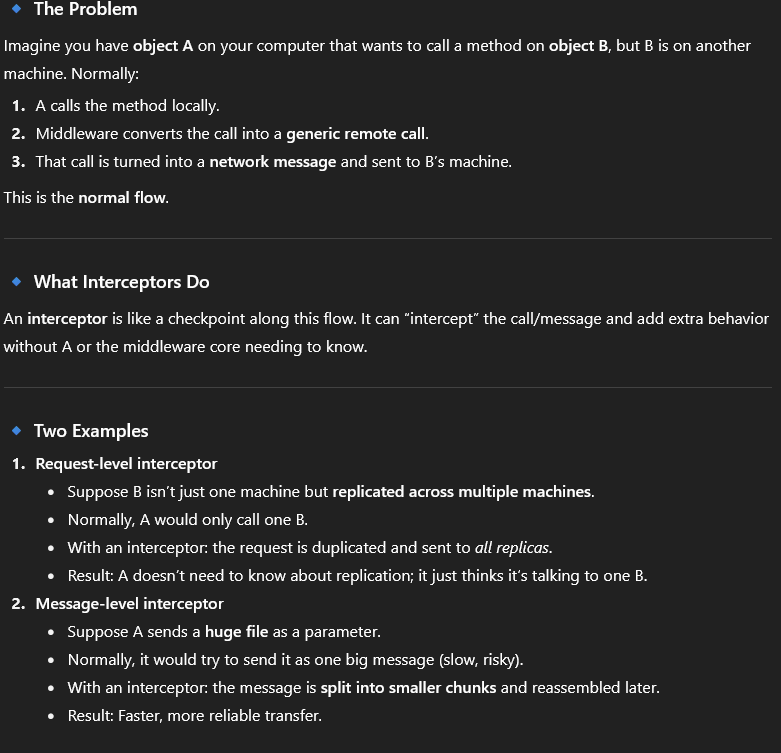 The Problem
Imagine you have object A on your computer that wants to call a method on object B, but B is on another
machine. Normally:
1. A calls the method locally.
2. Middleware converts the call into a generic remote call.
3. That call is turned into a network message and sent to B’s machine.
This is the normal flow.
What Interceptors Do
An interceptor is like a checkpoint along this flow. It can “intercept” the call/message and add extra behavior
without A or the middleware core needing to know.
Two Examples
1. Request-level interceptor
• Suppose B isn’t just one machine but replicated across multiple machines.
• Normally, A would only call one B.
• With an interceptor: the request is duplicated and sent to all replicas.
• Result: A doesn’t need to know about replication; it just thinks it’s talking to one B.
2. Message-level interceptor
• Suppose A sends a huge file as a parameter.
• Normally, it would try to send it as one big message (slow, risky).
• With an interceptor: the message is split into smaller chunks and reassembled later.
• Result: Faster, more reliable transfer.